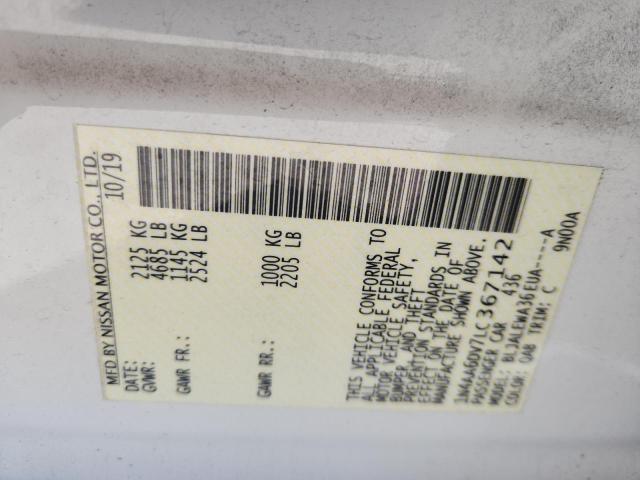 MFD BY NISSAN MOTOR CO., LTD.
DATE: 10/19
GVWR: 2125 KG
4685 LB
GAWR FR.: 1145 KG
2524 LB
GAWR RR.: 1000 KG
2205 LB
THIS VEHICLE CONFORMS TO
ALL APPLICABLE FEDERAL
MOTOR VEHICLE SAFETY,
BUMPER, AND THEFT
PREVENTION STANDARDS IN
EFFECT ON THE DATE OF
MANUFACTURE SHOWN ABOVE.
1N4AA6DV7LC367142
PASSENGER CAR 436
MODEL: BLJALEWA36EUA-----A
COLOR: QAB TRIM: C 9N00A